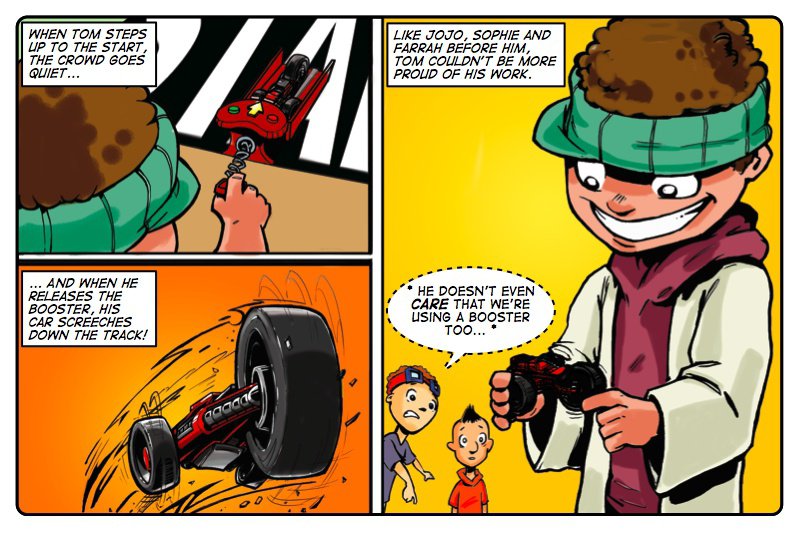 WHEN TOM STEPS
UP TO THE START,
THE CROWD GOES
QUIET...
TAR
... AND WHEN HE
RELEASES THE
BOOSTER, HIS
CAR SCREECHES
DOWN THE TRACK!
LIKE JOJO, SOPHIE AND
FARRAH BEFORE HIM,
TOM COULDN'T BE MORE
PROUD OF HIS WORK.
* HE DOESN'T EVEN
CARE THAT WE'RE
USING A BOOSTER
TOO... *